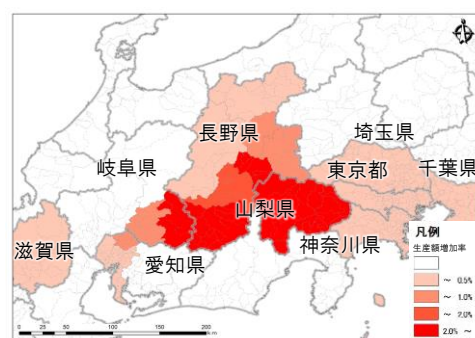 長野県
埼玉県
岐阜県
東京都
千葉県
山梨県
滋賀県
神奈川県
愛知県
凡例
生産額増加率
～ 0.5%
～ 1.0%
～ 2.0%
2.0% ～
0 25 50 100 150 200